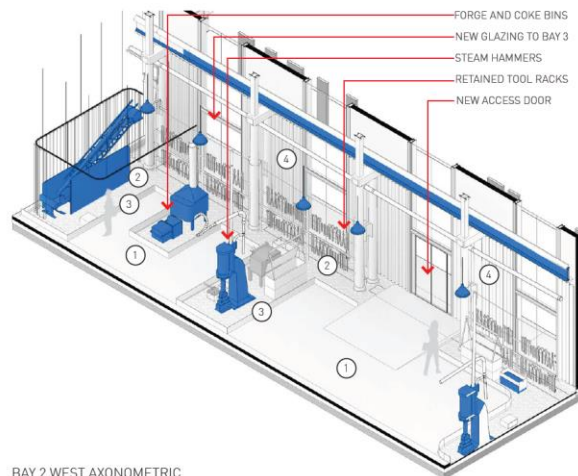 FORGE AND COKE BINS
NEW GLAZING TO BAY 3
STEAM HAMMERS
RETAINED TOOL RACKS
NEW ACCESS DOOR
4
2
3
4
1
2
3
1
BAY 2 WEST AXONOMETRIC